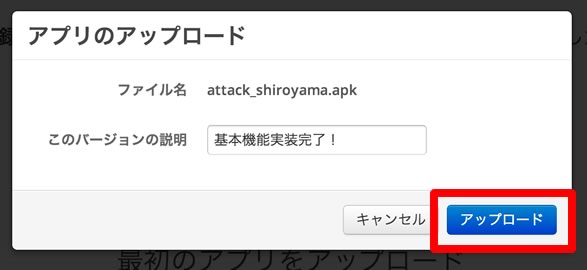 アプリのアップロード
ファイル名 attack_shiroyama.apk
このバージョンの説明 基本機能実装完了！
キャンセル アップロード
最初のアプリをアップロード